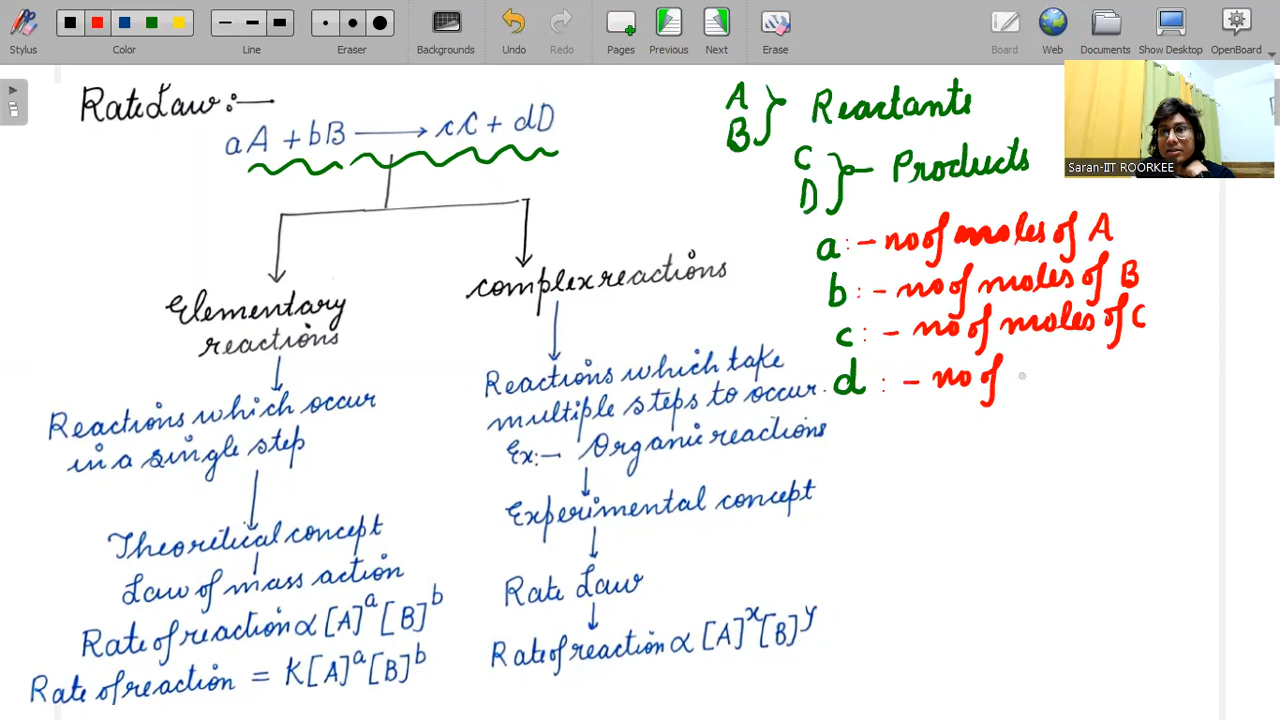 Stylus
Color
Line
Eraser
Backgrounds
Undo
Redo
Pages
Previous
Next
Erase
Board
Web
Documents
Show Desktop
OpenBoard
Saran-IIT ROORKEE
Rate Law:-
aA + bB → cC + dD
Elementary
reactions
Reactions which occur
in a single step
Theoritical concept
Law of mass action
Rate of reaction ∝ [A]^a [B]^b
Rate of reaction = K[A]^a [B]^b
complex reactions
Reactions which take
multiple steps to occur.
Ex:- Organic reactions
Experimental concept
Rate Law
Rate of reaction ∝ [A]^x [B]^y
A
B
} Reactants
C
D
} - Products
a:- no of moles of A
b:- no of moles of B
c:- no of moles of C
d:- no of